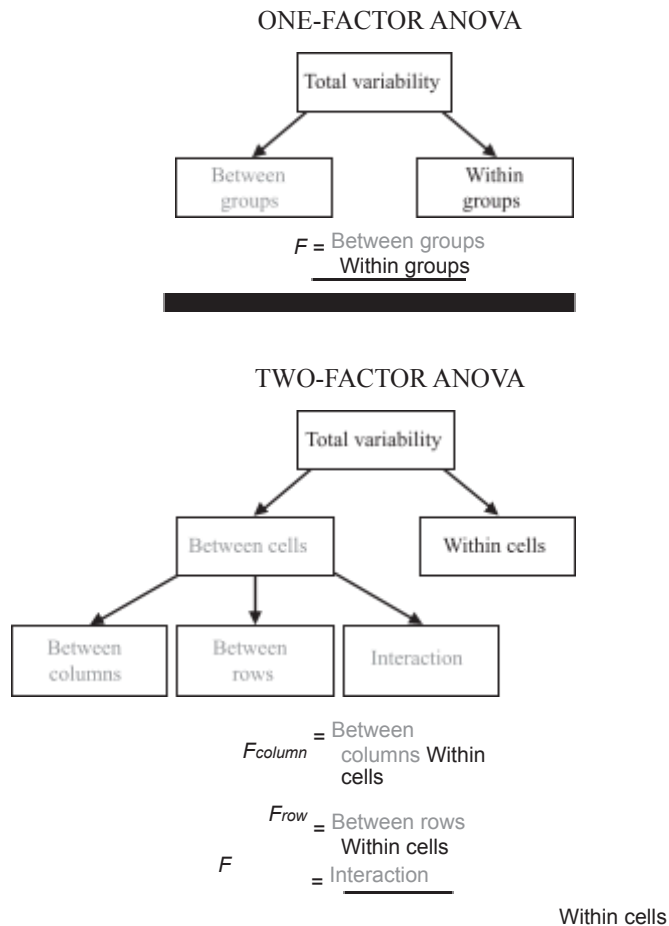 ONE-FACTOR ANOVA
Total variability
Between
groups
Within
groups
F = Between groups
Within groups
TWO-FACTOR ANOVA
Total variability
Between cells
Within cells
Between
columns
Between
rows
Interaction
Fcolumn = Between
columns Within
cells
Frow = Between rows
Within cells
F = Interaction
Within cells